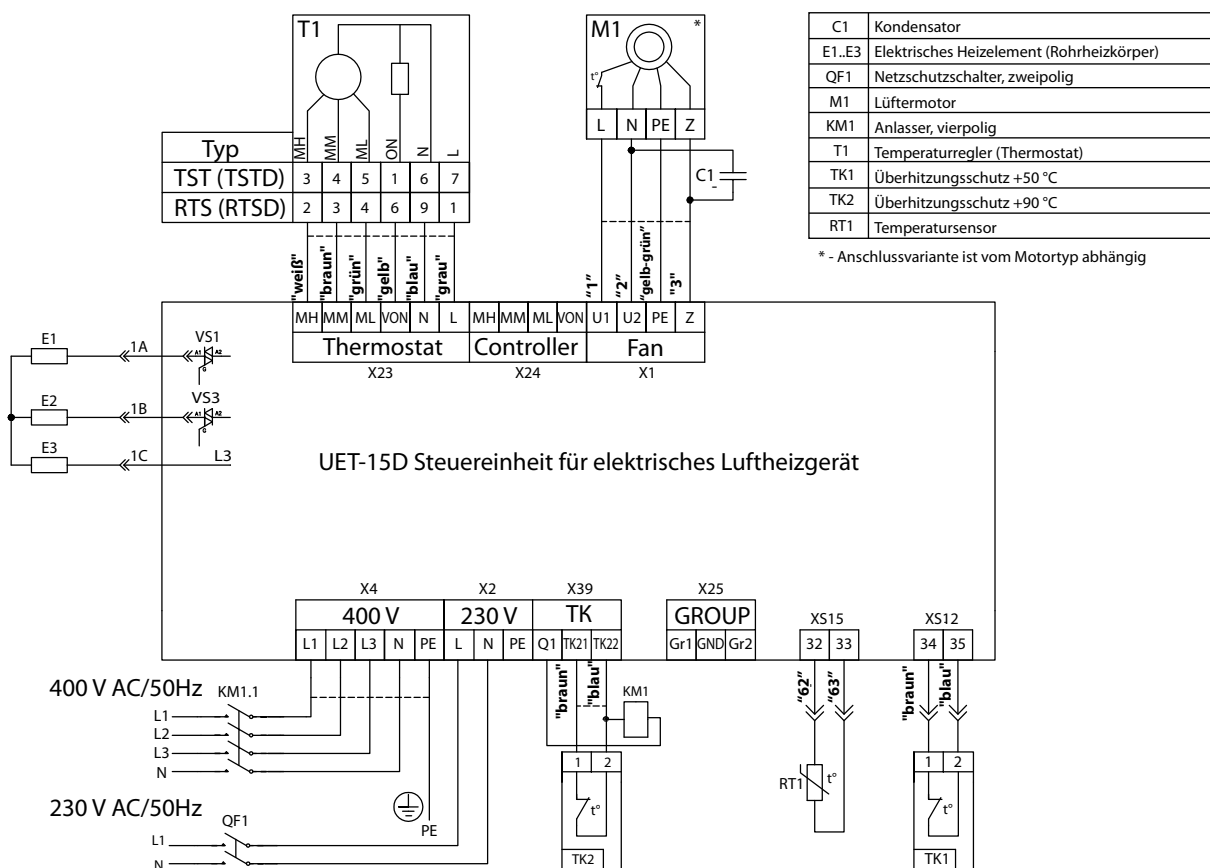 T1
MH MM ML ON N L
Typ
TST (TSTD) 3 4 5 1 6 7
RTS (RTSD) 2 3 4 6 9 1
"weiß" "braun" "grün" "gelb" "blau" "grau"
M1 *
t°
L N PE Z
C1
"1" "2" "gelb-grün" "3"
C1 Kondensator
E1..E3 Elektrisches Heizelement (Rohrheizkörper)
QF1 Netzschutzschalter, zweipolig
M1 Lüftermotor
KM1 Anlasser, vierpolig
T1 Temperaturregler (Thermostat)
TK1 Überhitzungsschutz +50 °C
TK2 Überhitzungsschutz +90 °C
RT1 Temperatursensor
* - Anschlussvariante ist vom Motortyp abhängig
MH MM ML VON N L MH MM ML VON U1 U2 PE Z
Thermostat Controller Fan
X23 X24 X1
E1 1A VS1
A1 A2
G
E2 1B VS3
A1 A2
G
E3 1C L3
UET-15D Steuereinheit für elektrisches Luftheizgerät
X4 X2 X39 X25
400 V 230 V TK GROUP XS15 XS12
L1 L2 L3 N PE L N PE Q1 TK21 TK22 Gr1 GND Gr2 32 33 34 35
"braun" "blau" "62" "63" "braun" "blau"
400 V AC/50Hz KM1.1 KM1
L1
L2
L3
N
1 2
t°
TK2
RT1 t°
1 2
t°
TK1
230 V AC/50Hz
QF1 PE
L1
N